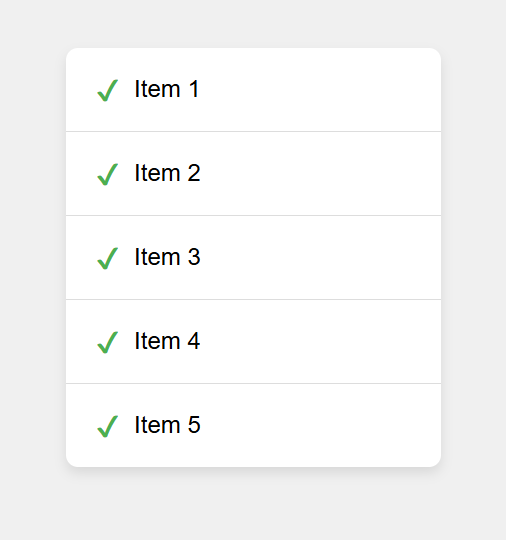 ✓ Item 1
✓ Item 2
✓ Item 3
✓ Item 4
✓ Item 5